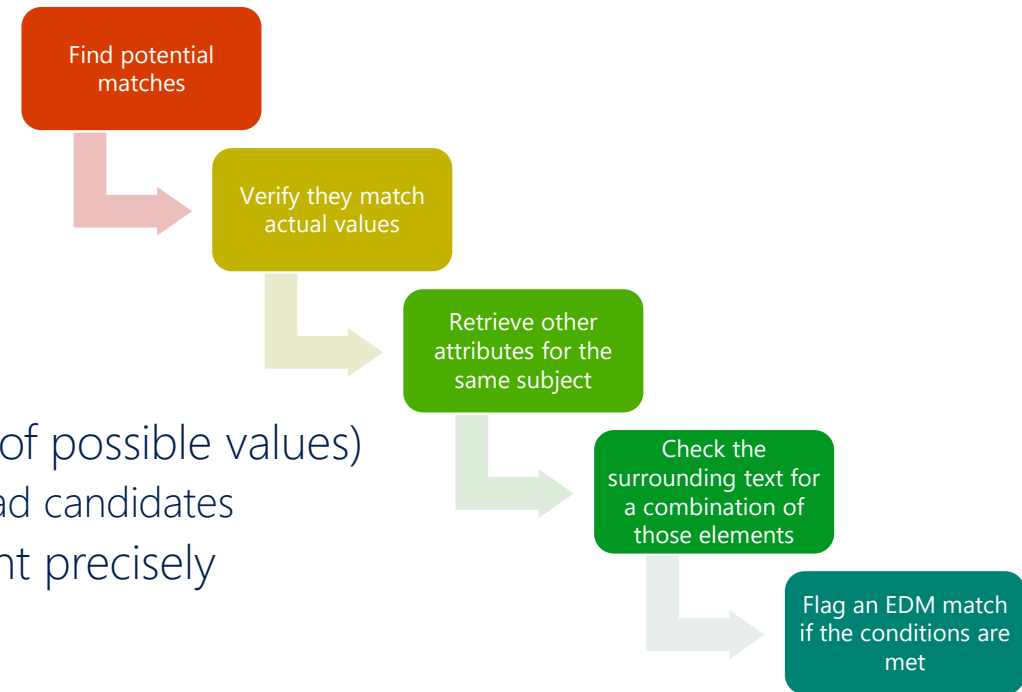 Find potential
matches
Verify they match
actual values
Retrieve other
attributes for the
same subject
of possible values)
candidates
Check the
surrounding text for
a combination of
those elements
precisely
Flag an EDM match
if the conditions are
met